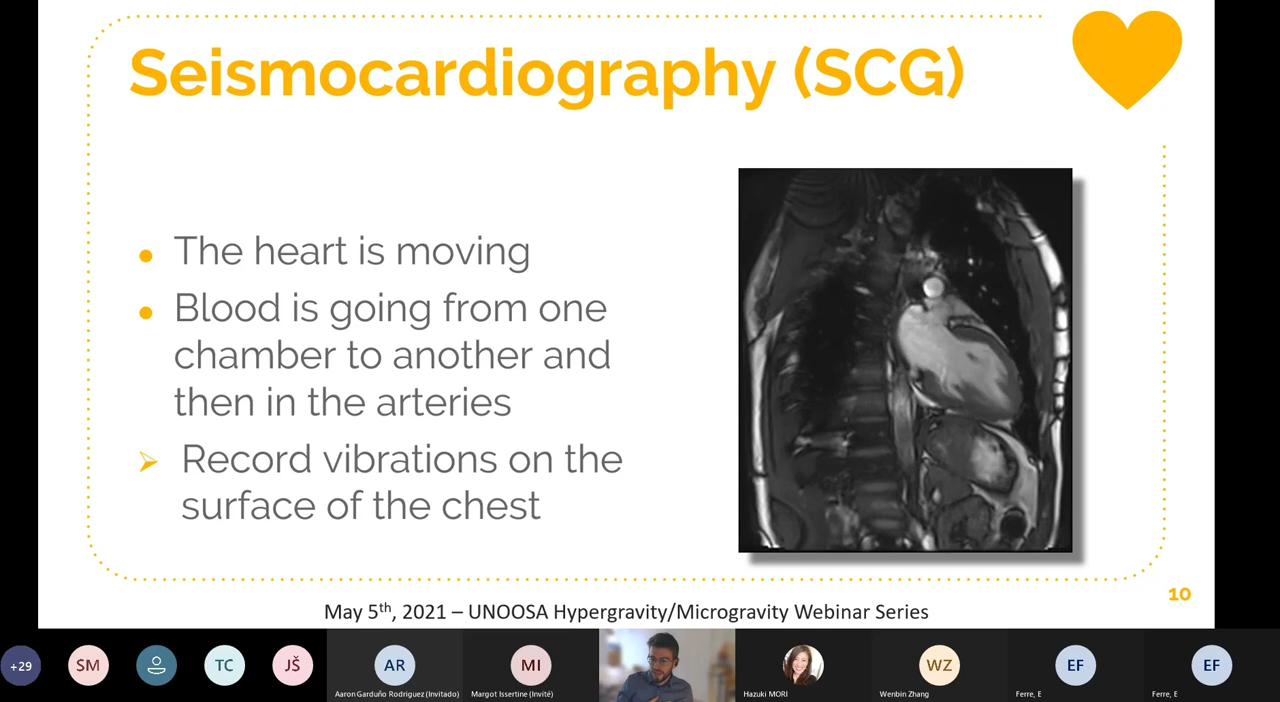 Seismocardiography (SCG)
The heart is moving
Blood is going from one
chamber to another and
then in the arteries
Record vibrations on the
surface of the chest
10
May 5th, 2021 – UNOOSA Hypergravity/Microgravity Webinar Series
+29
SM
TC
JŠ
AR
MI
WZ
EF
EF
Aaron Garduño Rodriguez (Invitado)
Margot Issertine (Invité)
Hazuki MORI
Wenbin Zhang
Ferre, E
Ferre, E